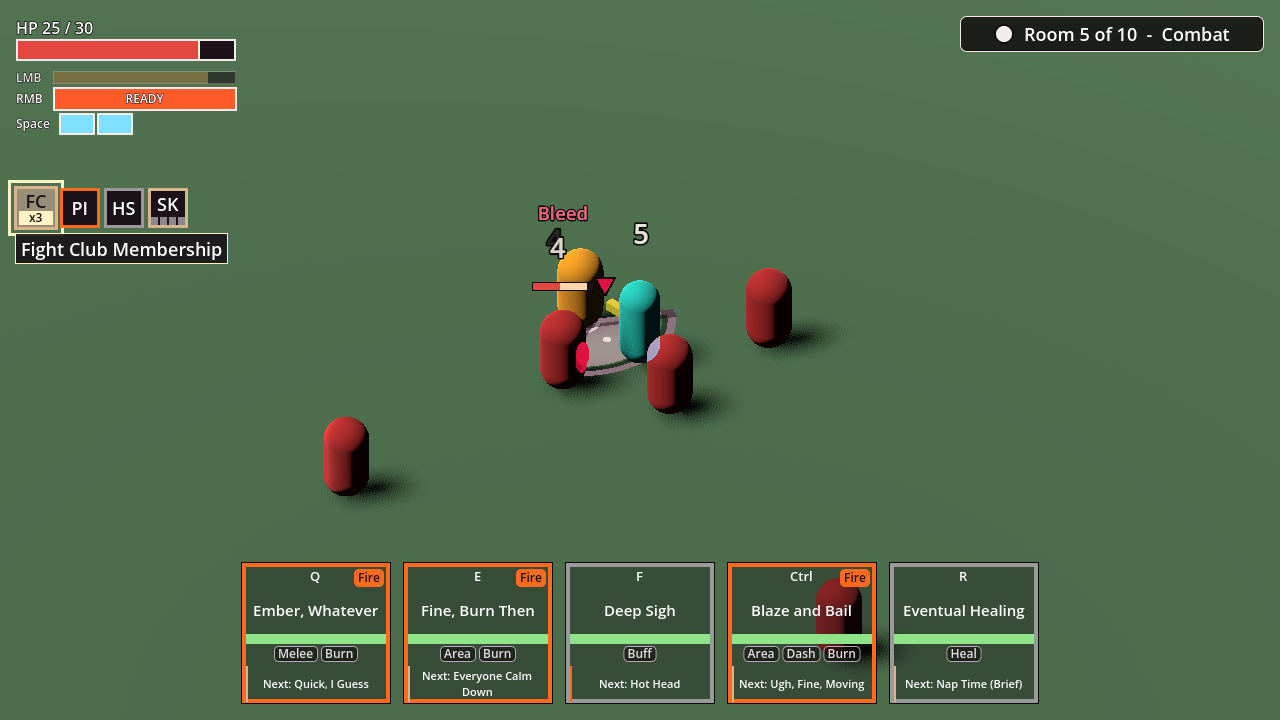 HP 25 / 30
Room 5 of 10 - Combat
LMB
RMB READY
Space
FC
x3
PI
HS
SK
Fight Club Membership
Bleed
4
4
5
Q
Fire
Ember, Whatever
Melee Burn
Next: Quick, I Guess
E
Fire
Fine, Burn Then
Area Burn
Next: Everyone Calm
Down
F
Deep Sigh
Buff
Next: Hot Head
Ctrl
Fire
Blaze and Bail
Area Dash Burn
Next: Ugh, Fine, Moving
R
Eventual Healing
Heal
Next: Nap Time (Brief)